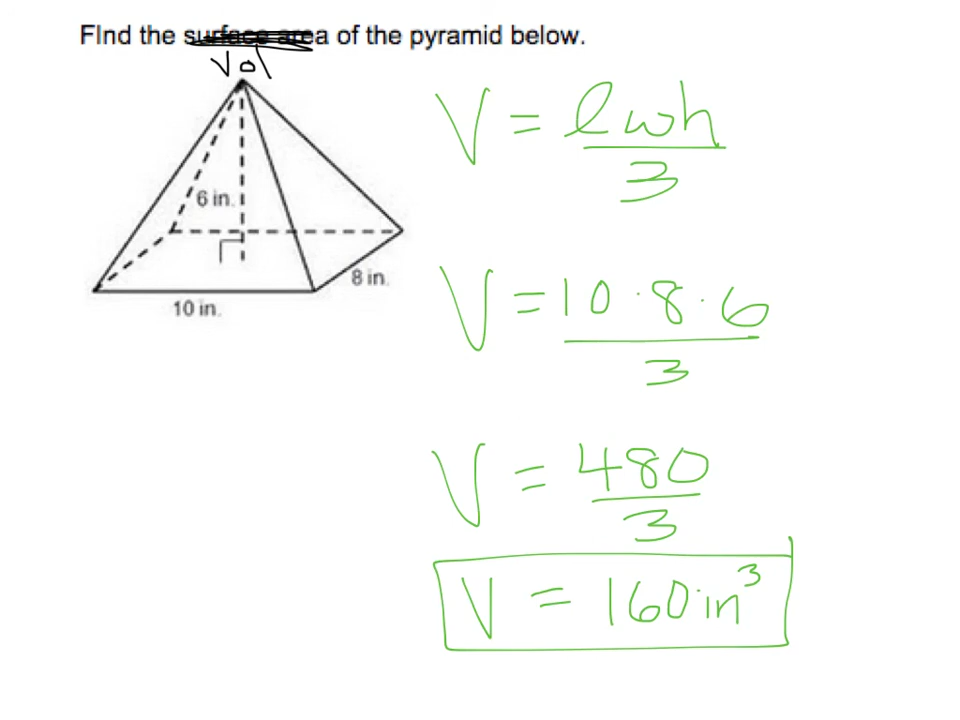 FInd the surface area of the pyramid below.
Vol
6 in.
8 in.
10 in.
V = lwh/3
V = 10 · 8 · 6/3
V = 480/3
V = 160 in³